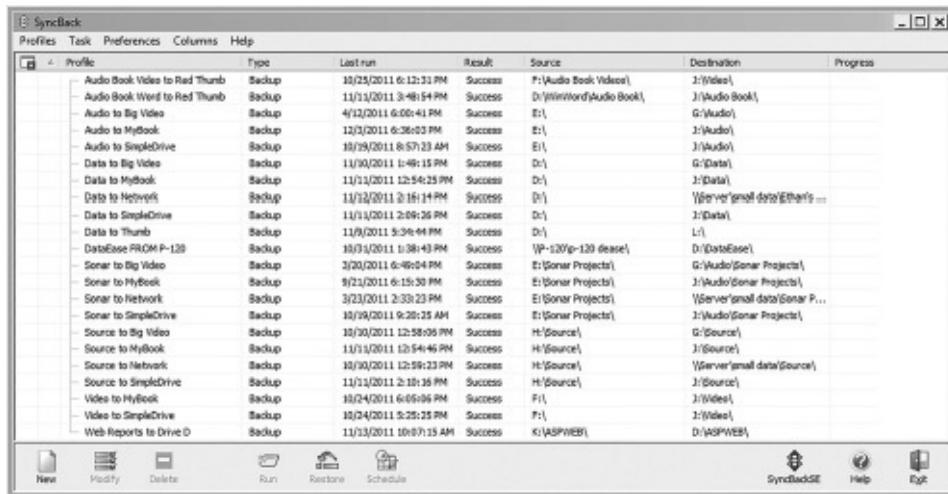 SyncBack
Profiles Task Preferences Columns Help
Profile Type Last run Result Source Destination Progress
Audio Book Video to Red Thumb Backup 10/25/2011 6:12:31 PM Success F:\Audio Book Videos\ J:\Video\
Audio Book Word to Red Thumb Backup 11/11/2011 3:48:54 PM Success D:\WinWord\Audio Book\ J:\Audio Book\
Audio to Big Video Backup 4/12/2011 6:00:41 PM Success E:\ G:\Audio\
Audio to MyBook Backup 12/3/2011 6:36:03 PM Success E:\ J:\Audio\
Audio to SimpleDrive Backup 10/19/2011 8:57:23 AM Success E:\ J:\Audio\
Data to Big Video Backup 11/10/2011 1:49:15 PM Success D:\ G:\Data\
Data to MyBook Backup 11/11/2011 12:54:25 PM Success D:\ J:\Data\
Data to Network Backup 11/12/2011 2:16:14 PM Success D:\ \\Server\small data\Ethan's ...
Data to SimpleDrive Backup 11/11/2011 2:09:26 PM Success D:\ J:\Data\
Data to Thumb Backup 11/9/2011 5:34:44 PM Success D:\ L:\
DataEase FROM P-120 Backup 10/31/2011 1:38:43 PM Success \\P-120\p-120 dease\ D:\DataEase\
Sonar to Big Video Backup 3/20/2011 6:49:04 PM Success E:\Sonar Projects\ G:\Audio\Sonar Projects\
Sonar to MyBook Backup 9/21/2011 6:15:30 PM Success E:\Sonar Projects\ J:\Audio\Sonar Projects\
Sonar to Network Backup 3/23/2011 2:33:23 PM Success E:\Sonar Projects\ \\Server\small data\Sonar P...
Sonar to SimpleDrive Backup 10/19/2011 9:20:25 AM Success E:\Sonar Projects\ J:\Audio\Sonar Projects\
Source to Big Video Backup 10/10/2011 12:58:06 PM Success H:\Source\ G:\Source\
Source to MyBook Backup 11/11/2011 12:54:46 PM Success H:\Source\ J:\Source\
Source to Network Backup 10/10/2011 12:59:23 PM Success H:\Source\ \\Server\small data\Source\
Source to SimpleDrive Backup 11/11/2011 2:10:16 PM Success H:\Source\ J:\Source\
Video to MyBook Backup 10/24/2011 6:05:06 PM Success F:\ J:\Video\
Video to SimpleDrive Backup 10/24/2011 5:25:25 PM Success F:\ J:\Video\
Web Reports to Drive D Backup 11/13/2011 10:07:15 AM Success K:\ASPWEB\ D:\ASPWEB\
New Modify Delete Run Restore Schedule SyncBackSE Help Exit